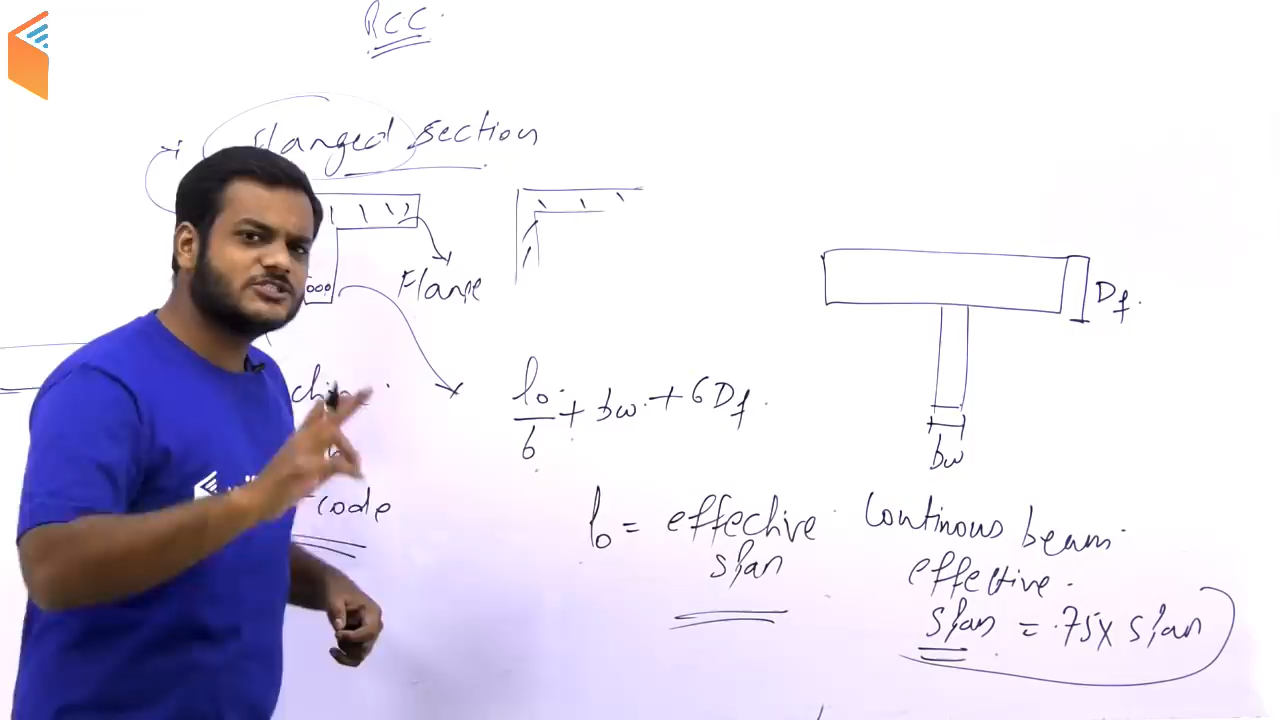 RCC
Flanged section
Flange
Df
l0/6 + bw + 6Df
bw
code
l0 = effective span
Continous beam
effective
span = .75x span